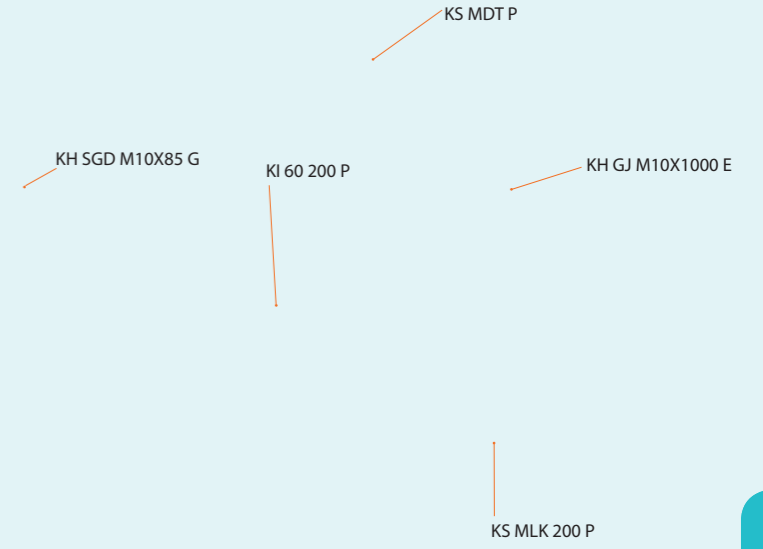 KS MDT P
KH SGD M10X85 G
KI 60 200 P
KH GJ M10X1000 E
KS MLK 200 P